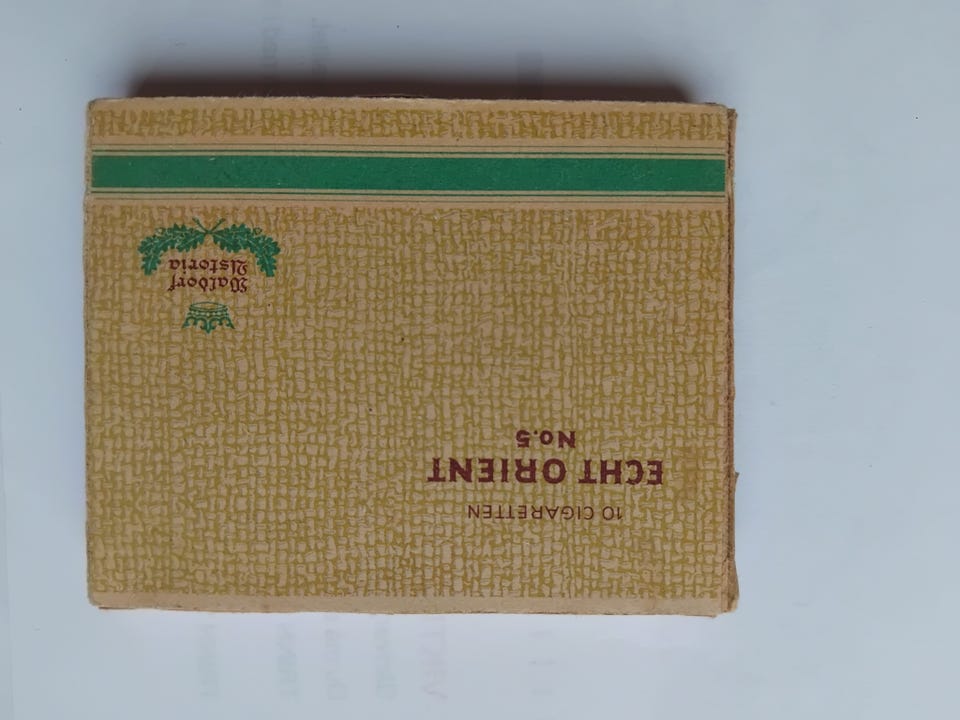 10 CIGARETTEN
ECHT ORIENT
No. 5
Waldorf
Astoria